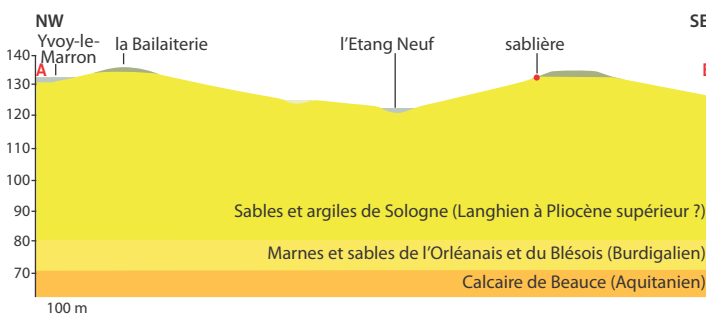 NW
SE
Yvoy-le-
Marron
la Bailaiterie
l’Etang Neuf
sablière
A
140
130
120
110
100
90
80
70
Sables et argiles de Sologne (Langhien à Pliocène supérieur ?)
Marnes et sables de l’Orléanais et du Blésois (Burdigalien)
Calcaire de Beauce (Aquitanien)
100 m